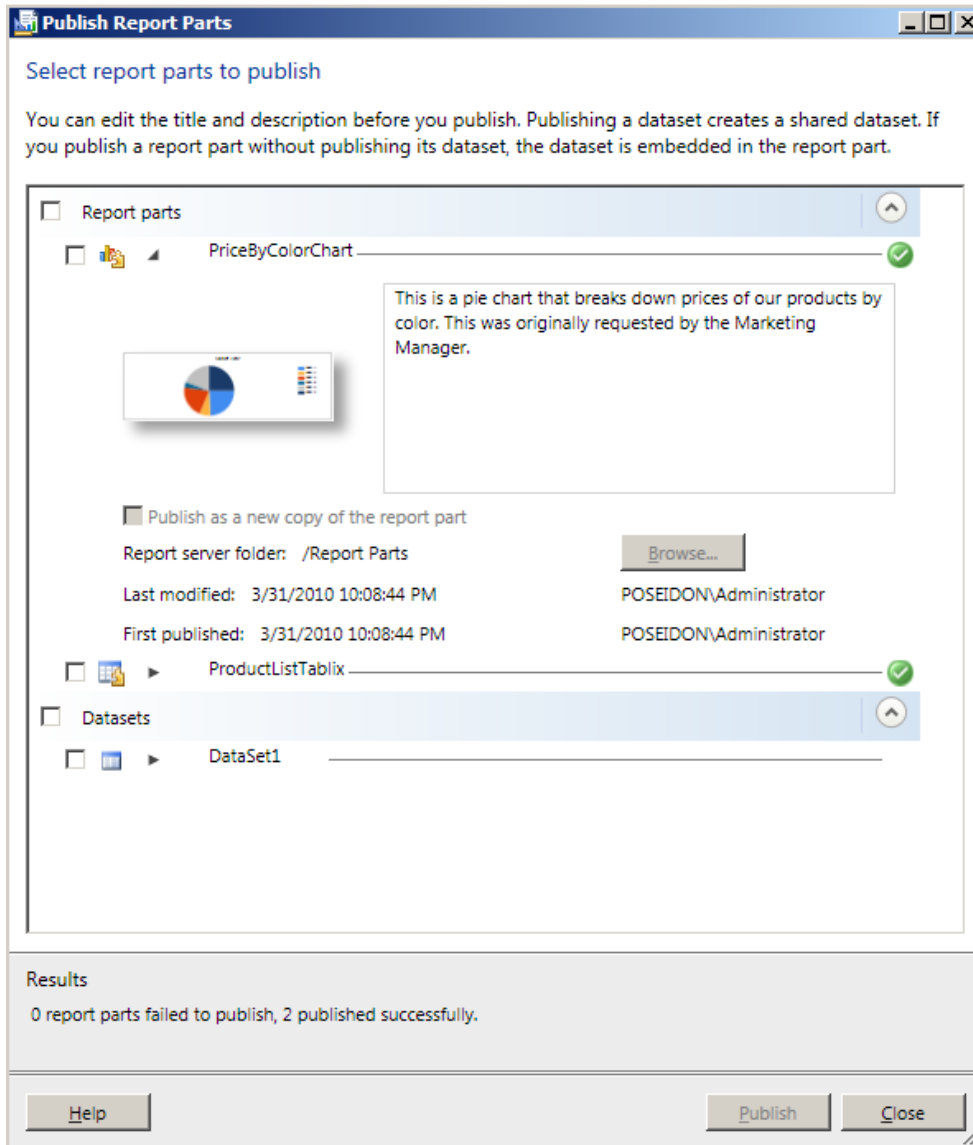 Publish Report Parts
Select report parts to publish
You can edit the title and description before you publish. Publishing a dataset creates a shared dataset. If
you publish a report part without publishing its dataset, the dataset is embedded in the report part.
Report parts
PriceByColorChart
This is a pie chart that breaks down prices of our products by
color. This was originally requested by the Marketing
Manager.
Publish as a new copy of the report part
Report server folder: /Report Parts Browse...
Last modified: 3/31/2010 10:08:44 PM POSEIDON\Administrator
First published: 3/31/2010 10:08:44 PM POSEIDON\Administrator
ProductListTablix
Datasets
DataSet1
Results
0 report parts failed to publish, 2 published successfully.
Help Publish Close